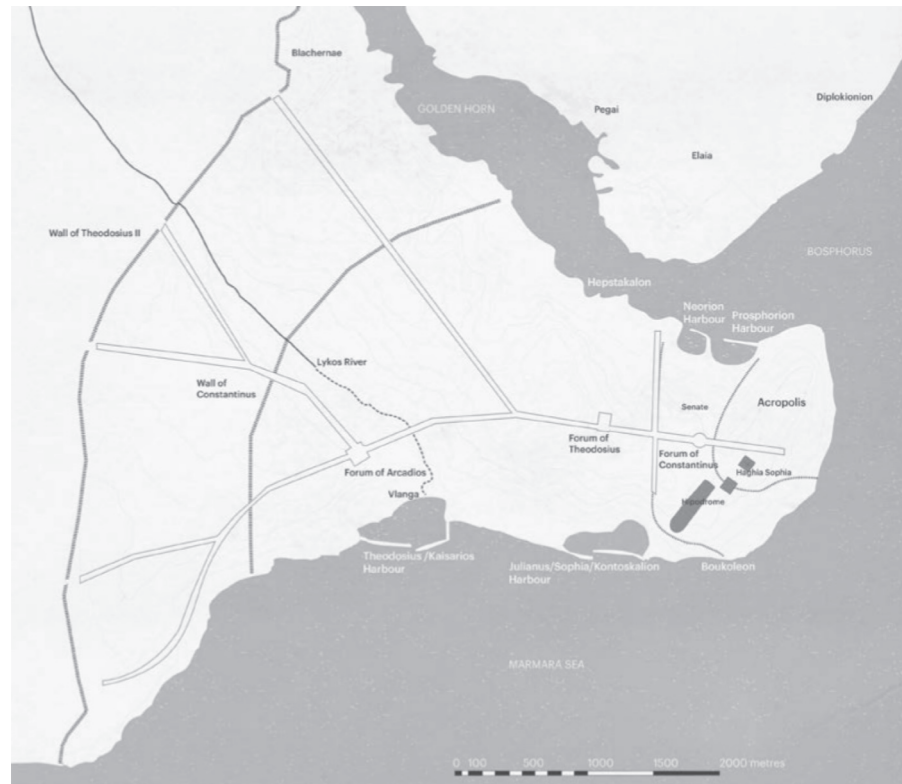 Blachernae
GOLDEN HORN
Pegai
Diplokionion
Elaia
Wall of Theodosius II
BOSPHORUS
Hepstakalon
Neorion
Harbour
Prosphorion
Harbour
Lykos River
Wall of
Constantinus
Senate
Acropolis
Forum of
Theodosius
Forum of
Constantinus
Forum of Arcadios
Haghia Sophia
Vlanga
Hipodrome
Theodosius /Kaisarios
Harbour
Julianus/Sophia/Kontoskalion
Harbour
Boukoleon
MARMARA SEA
0 100 500 1000 1500 2000 metres